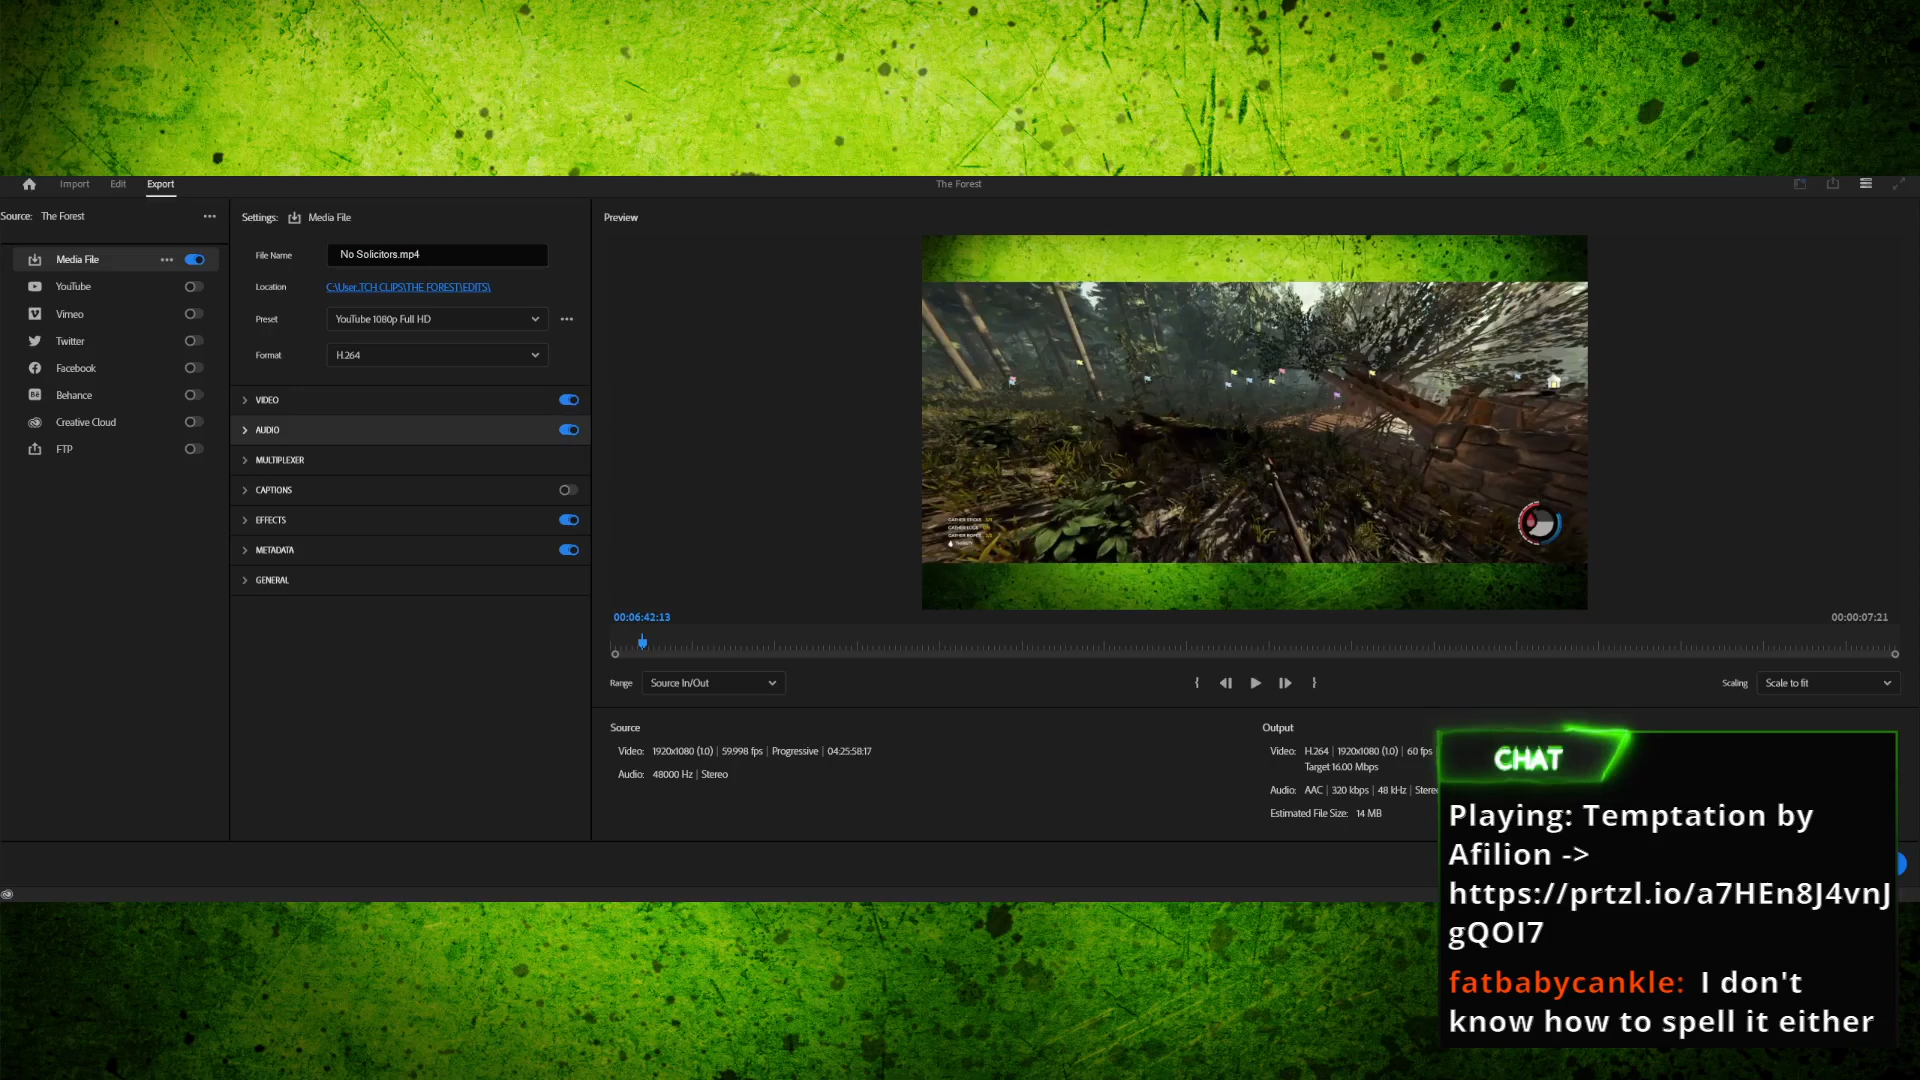 Import Edit Export The Forest
Source: The Forest
Media File
YouTube
Vimeo
Twitter
Facebook
Behance
Creative Cloud
FTP
Settings: Media File
File Name No Solicitors.mp4
Location C:\User..TCH CLIPS\THE FOREST\EDITS\
Preset YouTube 1080p Full HD
Format H.264
VIDEO
AUDIO
MULTIPLEXER
CAPTIONS
EFFECTS
METADATA
GENERAL
Preview
00:06:42:13 00:00:07:21
Range Source In/Out Scaling Scale to fit
Source
Video: 1920x1080 (1.0) | 59.998 fps | Progressive | 04:25:58:17
Audio: 48000 Hz | Stereo
Output
Video: H.264 | 1920x1080 (1.0) | 60 fps
Target 16.00 Mbps
Audio: AAC | 320 kbps | 48 kHz |
Estimated File Size: 14 MB
CHAT
Playing: Temptation by
Afilion ->
https://prtzl.io/a7HEn8J4vnJ
gQOI7
fatbabycankle: I don't
know how to spell it either